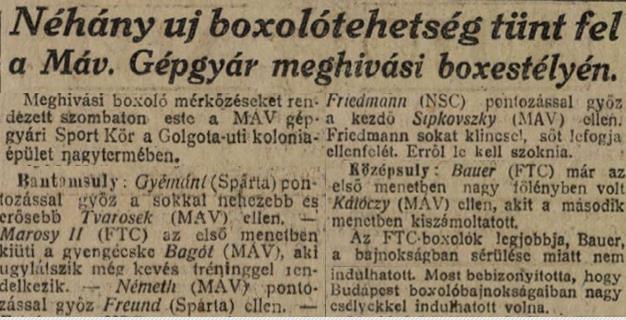 Néhány uj boxolótehetség tünt fel
a Máv. Gépgyár meghivási boxestélyén.
Meghivási boxoló mérkőzéseket ren-
dezett szombaton este a MÁV gép-
gyári Sport Kör a Golgota-uti kolonia-
épület nagytermében.
Bantomsuly: Gyémánt (Spárta) pon-
tozással győz a sokkal nehezebb és
erősebb Tvarosek (MÁV) ellen. —
Marosy II (FTC) az első menetben
kiüti a gyengécske Bagót (MÁV), aki
ugylátszik még kevés tréninggel ren-
delkezik. — Németh (MÁV) pontó-
zással győz Freund (Spárta) ellen. —
Friedmann (NSC) pontozással győz
a kezdő Sipkovszky (MÁV) ellen.
Friedmann sokat klincsel, sőt lefogja
ellenfelét. Erről le kell szoknia.
Középsuly: Bauer (FTC) már az
első menetben nagy fölényben volt
Kátóczy (MÁV) ellen, akit a második
menetben kiszámoltatott.
Az FTC-boxolók legjobbja, Bauer,
a bajnokságban sérülése miatt nem
indulhatott. Most bebizonyitotta, hogy
Budapest boxolóbajnokságaiban nagy
esélyekkel indulhatott volna.